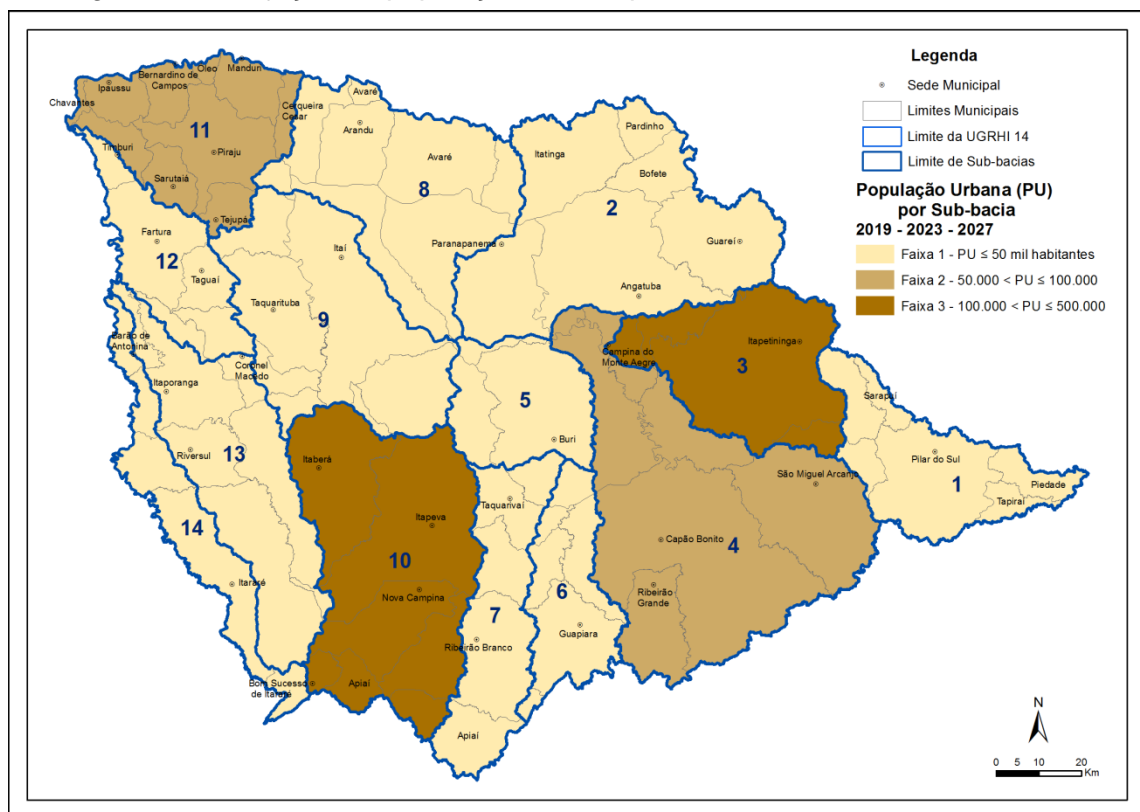 Legenda
Sede Municipal
Limites Municipais
Limite da UGRHI 14
Limite de Sub-bacias
População Urbana (PU)
por Sub-bacia
2019 - 2023 - 2027
Faixa 1 - PU ≤ 50 mil habitantes
Faixa 2 - 50.000 < PU ≤ 100.000
Faixa 3 - 100.000 < PU ≤ 500.000
Óleo
Manduri
Bernardino de
Campos
Ipaussu
Chavantes
Cerqueira
Cesar
11
Timburi
Piraju
Sarutaiá
Tejupá
Avaré
Arandu
Avaré
8
Paranapanema
Pardinho
Itatinga
Bofete
2
Guareí
Angatuba
Fartura
12
Taguaí
Itaí
Taquarituba
9
Coronel
Macedo
Barão de
Antonina
Itaporanga
Riversul
13
14
Itararé
Bom Sucesso
de Itararé
Campina do
Monte Aegre
Itapetininga
3
5
Buri
Sarapuí
Pilar do Sul
1
Piedade
Tapiraí
São Miguel Arcanjo
Capão Bonito
4
Ribeirão
Grande
Itaberá
Itapeva
10
Nova Campina
Apiaí
Taquarivaí
7
Ribeirão Branco
Apiaí
6
Guapiara
N
0 5 10 20
Km